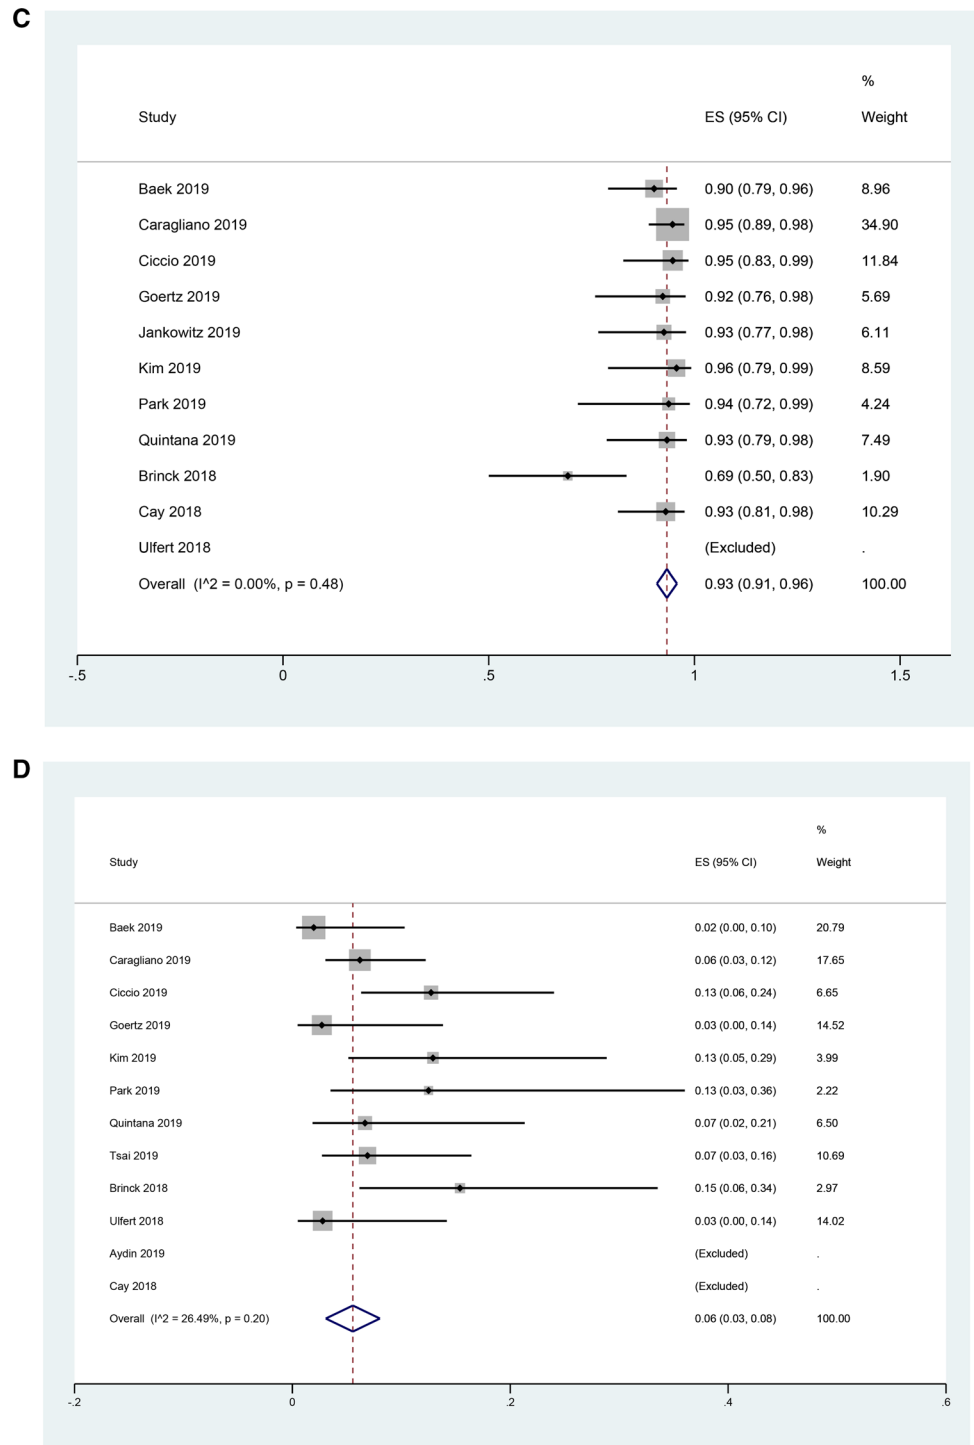 C
%
Study ES (95% CI) Weight
Baek 2019 0.90 (0.79, 0.96) 8.96
Caragliano 2019 0.95 (0.89, 0.98) 34.90
Ciccio 2019 0.95 (0.83, 0.99) 11.84
Goertz 2019 0.92 (0.76, 0.98) 5.69
Jankowitz 2019 0.93 (0.77, 0.98) 6.11
Kim 2019 0.96 (0.79, 0.99) 8.59
Park 2019 0.94 (0.72, 0.99) 4.24
Quintana 2019 0.93 (0.79, 0.98) 7.49
Brinck 2018 0.69 (0.50, 0.83) 1.90
Cay 2018 0.93 (0.81, 0.98) 10.29
Ulfert 2018 (Excluded) .
Overall (I^2 = 0.00%, p = 0.48) 0.93 (0.91, 0.96) 100.00
-.5 0 .5 1 1.5
D
%
Study ES (95% CI) Weight
Baek 2019 0.02 (0.00, 0.10) 20.79
Caragliano 2019 0.06 (0.03, 0.12) 17.65
Ciccio 2019 0.13 (0.06, 0.24) 6.65
Goertz 2019 0.03 (0.00, 0.14) 14.52
Kim 2019 0.13 (0.05, 0.29) 3.99
Park 2019 0.13 (0.03, 0.36) 2.22
Quintana 2019 0.07 (0.02, 0.21) 6.50
Tsai 2019 0.07 (0.03, 0.16) 10.69
Brinck 2018 0.15 (0.06, 0.34) 2.97
Ulfert 2018 0.03 (0.00, 0.14) 14.02
Aydin 2019 (Excluded) .
Cay 2018 (Excluded) .
Overall (I^2 = 26.49%, p = 0.20) 0.06 (0.03, 0.08) 100.00
-.2 0 .2 .4 .6